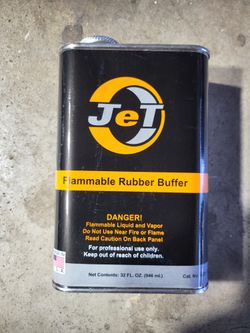 JeT
Flammable Rubber Buffer
DANGER!
Flammable Liquid and Vapor
Do Not Use Near Fire or Flame
Read Caution On Back Panel
For professional use only.
Keep out of reach of children.
Net Contents: 32 FL. OZ (946 ml.)
Cat. No.